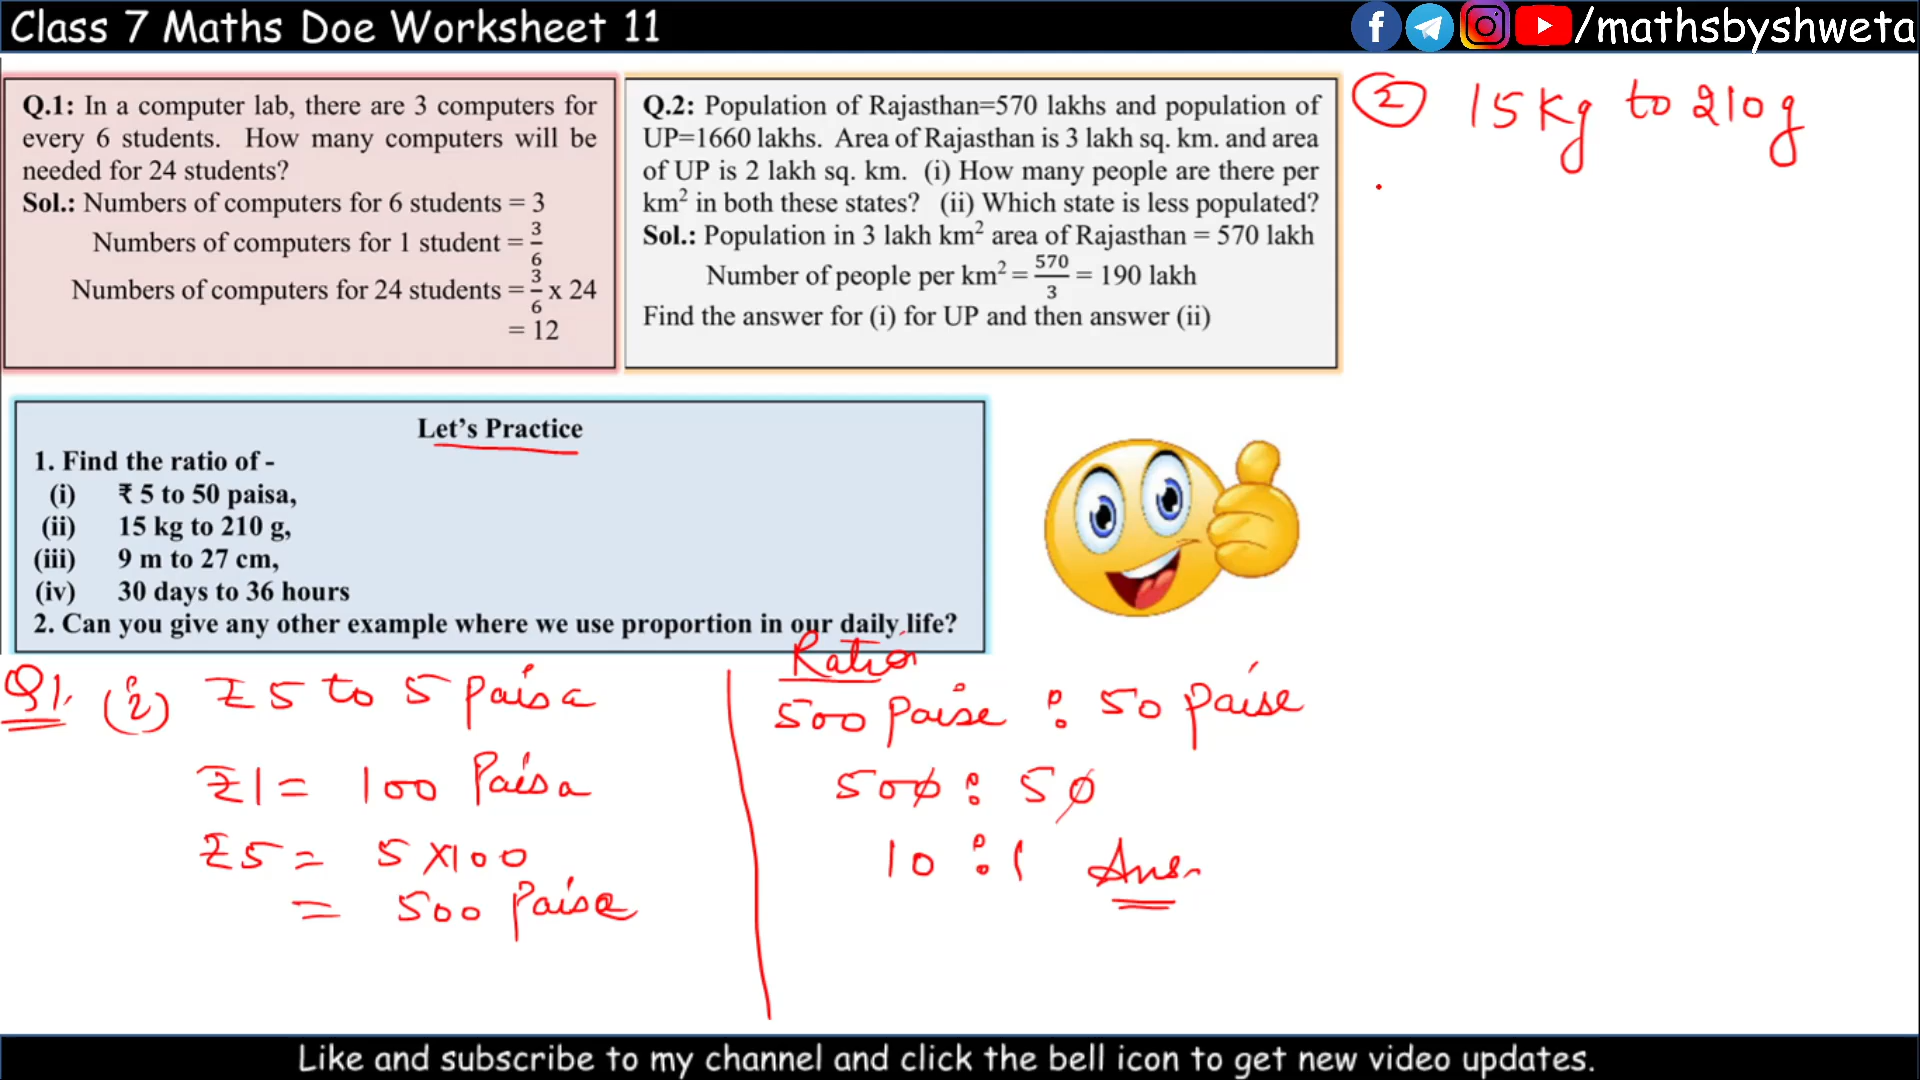 Class 7 Maths Doe Worksheet 11
/mathsbyshweta
Q.1: In a computer lab, there are 3 computers for
every 6 students. How many computers will be
needed for 24 students?
Sol.: Numbers of computers for 6 students = 3
Numbers of computers for 1 student = 3/6
Numbers of computers for 24 students = 3/6 x 24
= 12
Q.2: Population of Rajasthan=570 lakhs and population of
UP=1660 lakhs. Area of Rajasthan is 3 lakh sq. km. and area
of UP is 2 lakh sq. km. (i) How many people are there per
km² in both these states? (ii) Which state is less populated?
Sol.: Population in 3 lakh km² area of Rajasthan = 570 lakh
Number of people per km² = 570/3 = 190 lakh
Find the answer for (i) for UP and then answer (ii)
② 15 Kg to 210 g
Let's Practice
1. Find the ratio of -
(i) ₹ 5 to 50 paisa,
(ii) 15 kg to 210 g,
(iii) 9 m to 27 cm,
(iv) 30 days to 36 hours
2. Can you give any other example where we use proportion in our daily life?
Q1. (i) ₹5 to 5 Paisa
₹1 = 100 Paisa
₹5 = 5 X100
= 500 Paisa
Ratio
500 Paise : 50 Paise
500 : 50
10 : 1 Ans.
Like and subscribe to my channel and click the bell icon to get new video updates.